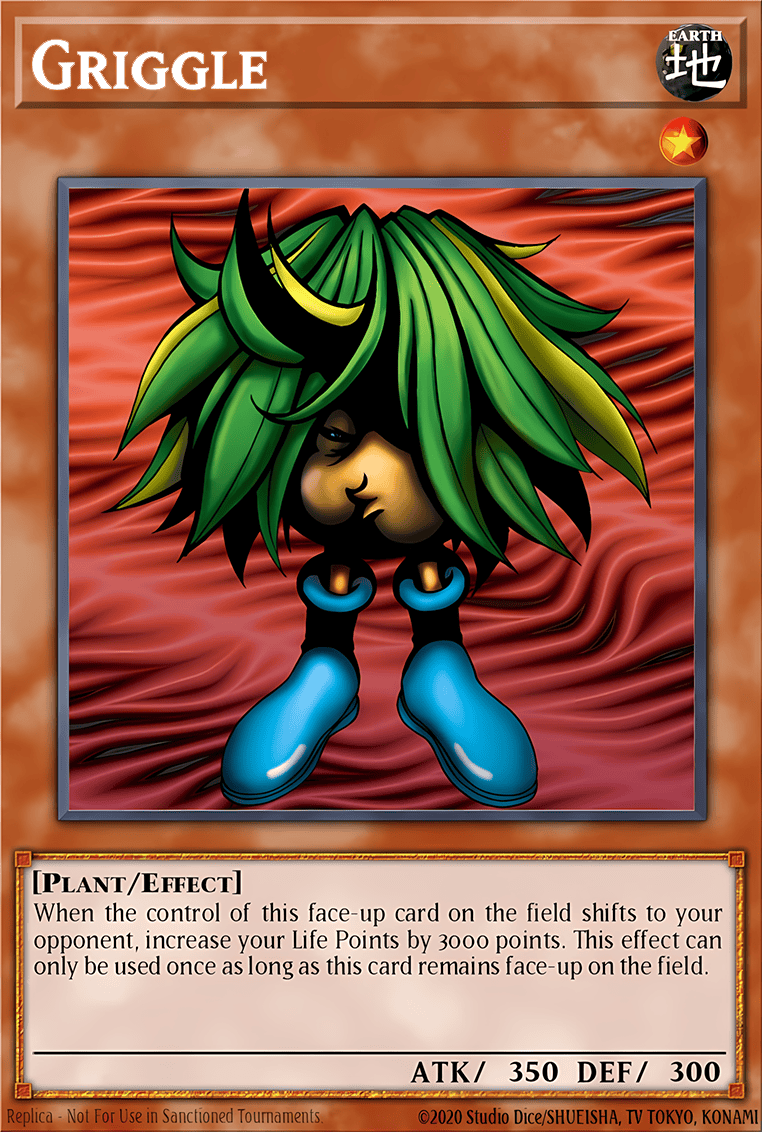 Griggle
EARTH
地
[Plant/Effect]
When the control of this face-up card on the field shifts to your
opponent, increase your Life Points by 3000 points. This effect can
only be used once as long as this card remains face-up on the field.
ATK/ 350 DEF/ 300
Replica - Not For Use in Sanctioned Tournaments.
©2020 Studio Dice/SHUEISHA, TV TOKYO, KONAMI